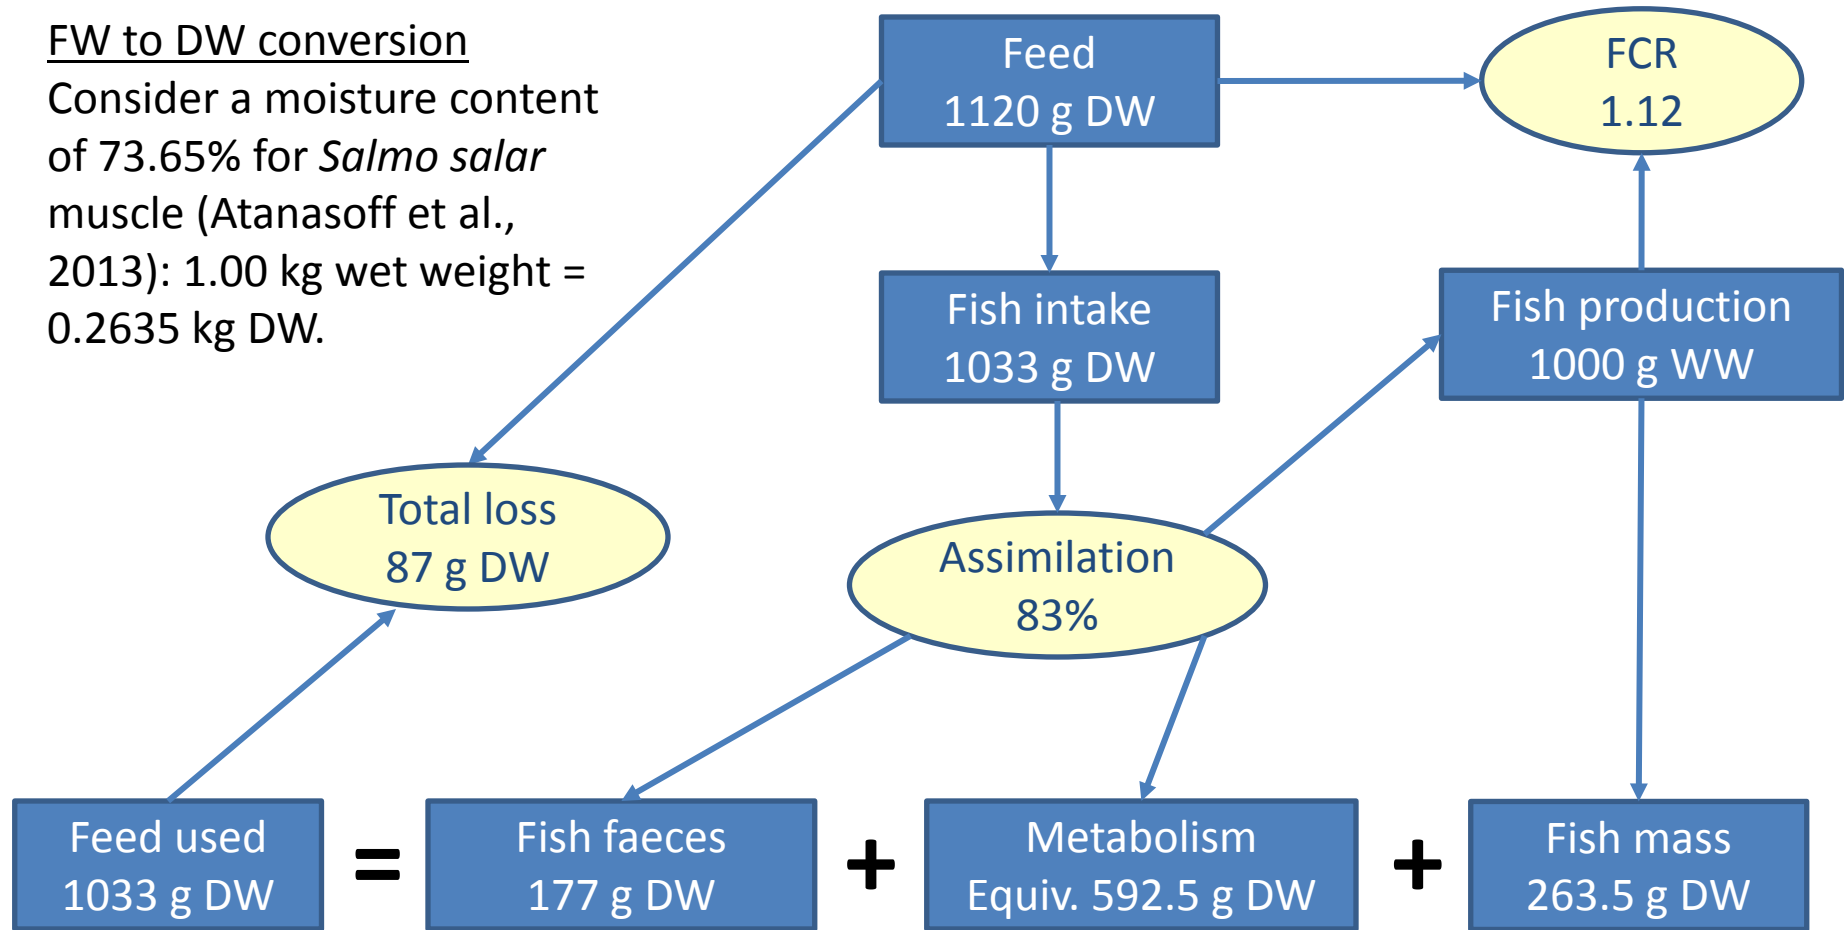 FW to DW conversion
Consider a moisture content
of 73.65% for Salmo salar
muscle (Atanasoff et al.,
2013): 1.00 kg wet weight =
0.2635 kg DW.
Feed
1120 g DW
FCR
1.12
Fish intake
1033 g DW
Fish production
1000 g WW
Total loss
87 g DW
Assimilation
83%
Feed used
1033 g DW
=
Fish faeces
177 g DW
+
Metabolism
Equiv. 592.5 g DW
+
Fish mass
263.5 g DW